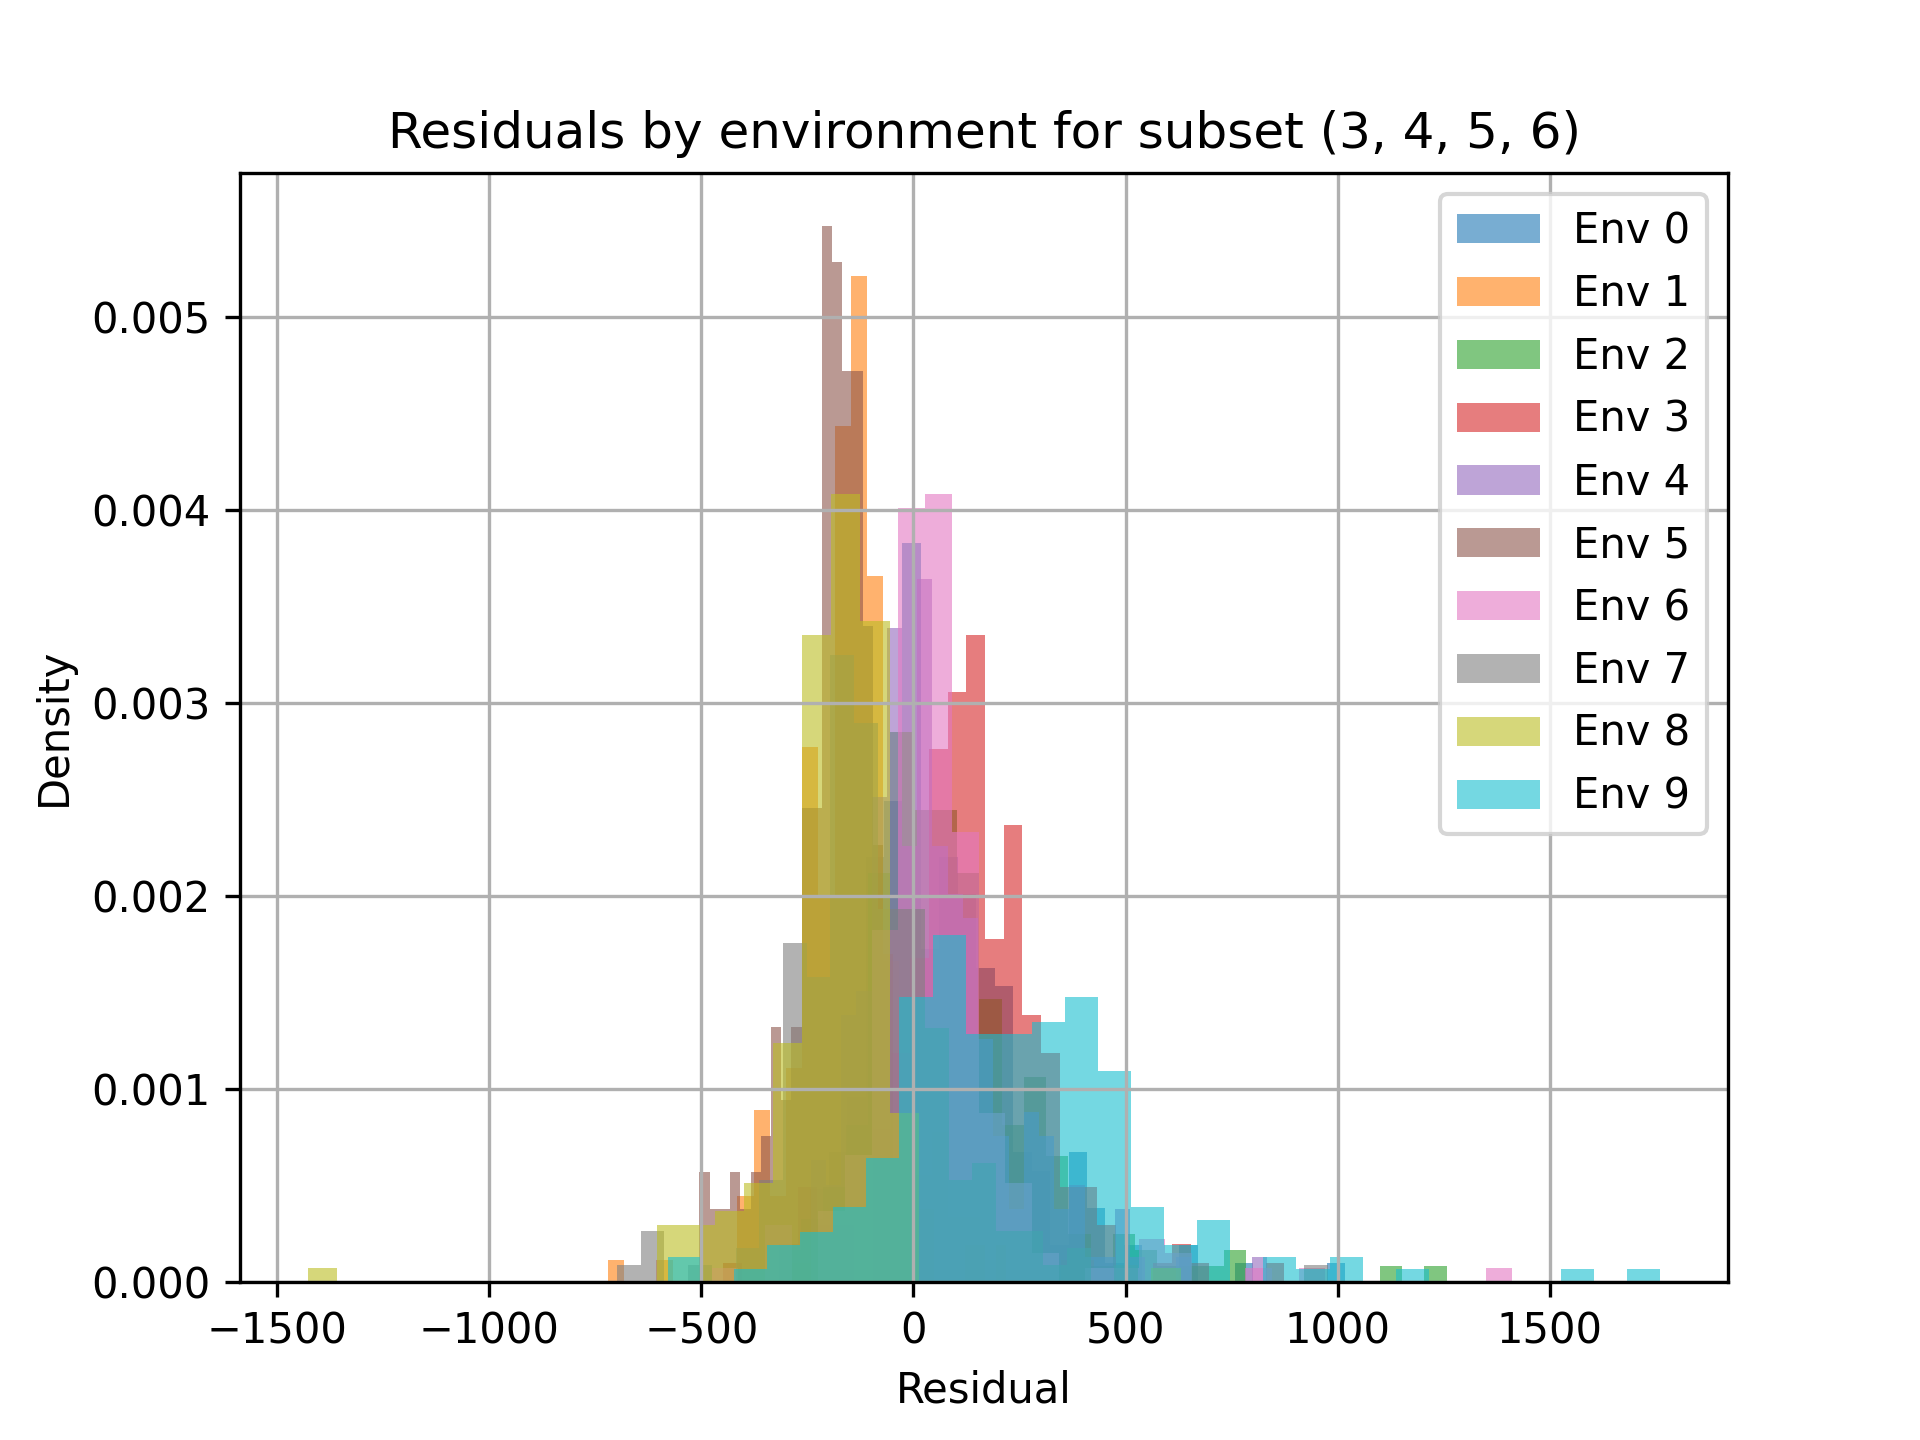 Residuals by environment for subset (3, 4, 5, 6)
Env 0
Env 1
Env 2
Env 3
Env 4
Env 5
Env 6
Env 7
Env 8
Env 9
Density
0.005
0.004
0.003
0.002
0.001
0.000
−1500 −1000 −500 0 500 1000 1500
Residual